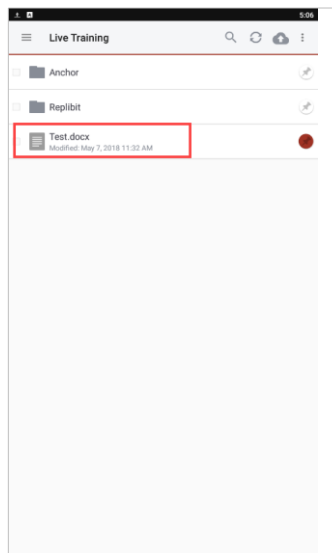 5:06
Live Training
Anchor
Replibit
Test.docx
Modified: May 7, 2018 11:32 AM